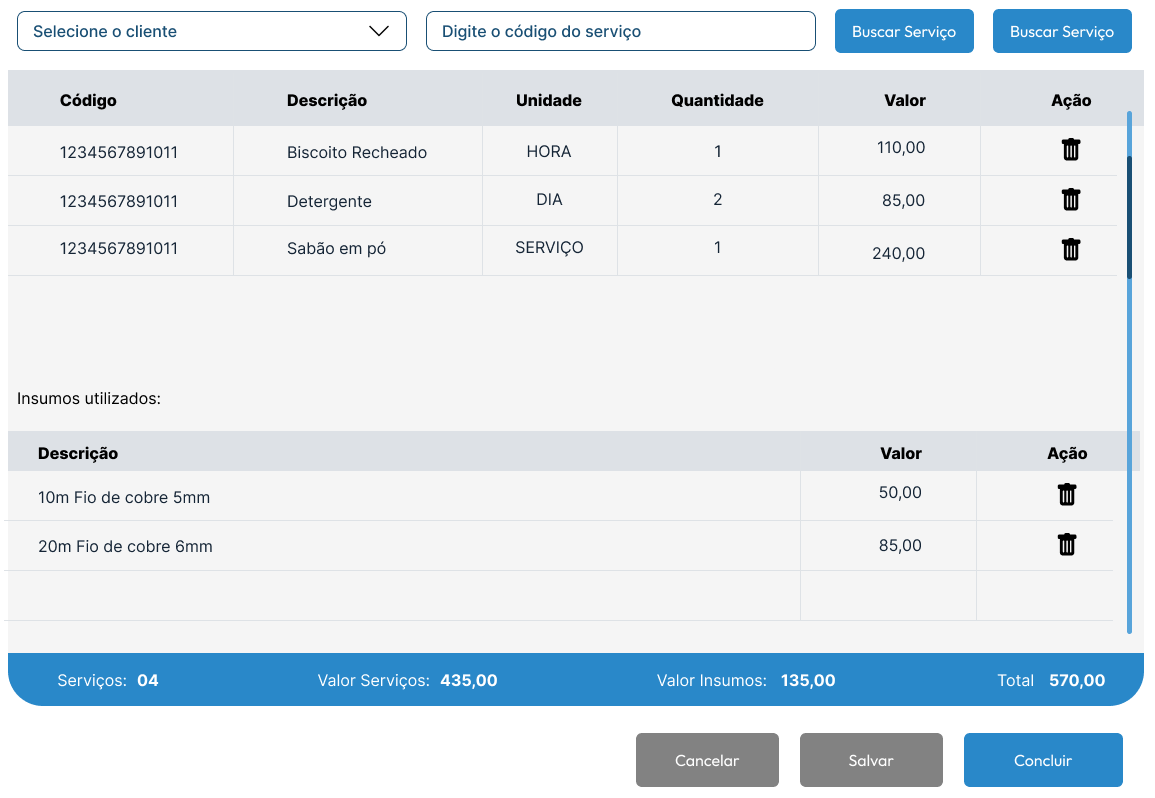 Selecione o cliente Digite o código do serviço Buscar Serviço Buscar Serviço
Código Descrição Unidade Quantidade Valor Ação
1234567891011 Biscoito Recheado HORA 1 110,00
1234567891011 Detergente DIA 2 85,00
1234567891011 Sabão em pó SERVIÇO 1 240,00
Insumos utilizados:
Descrição Valor Ação
10m Fio de cobre 5mm 50,00
20m Fio de cobre 6mm 85,00
Serviços: 04 Valor Serviços: 435,00 Valor Insumos: 135,00 Total 570,00
Cancelar Salvar Concluir